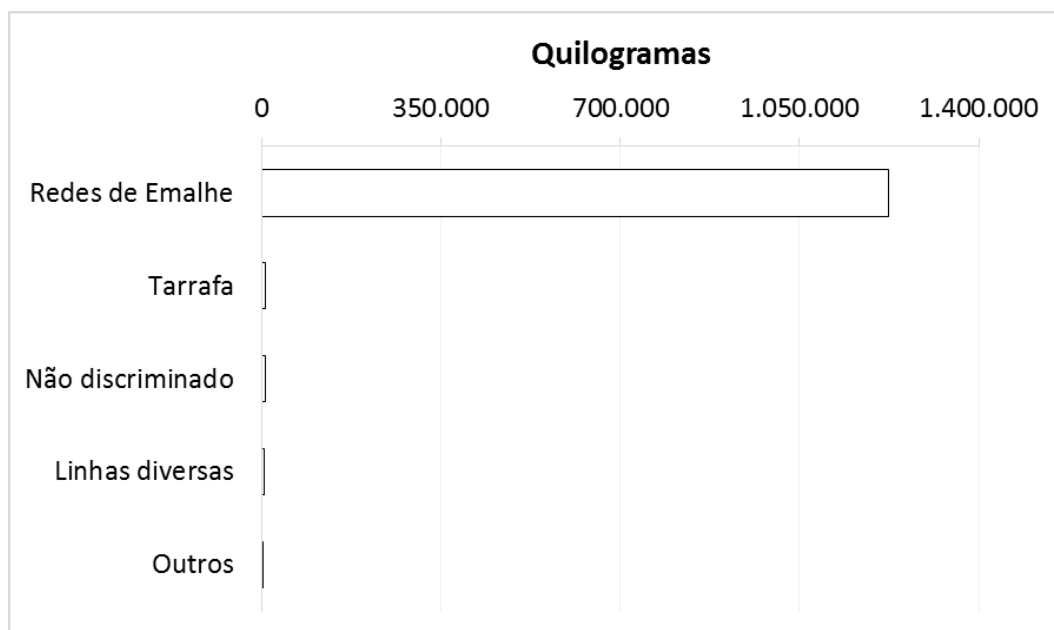 Quilogramas
0 350.000 700.000 1.050.000 1.400.000
Redes de Emalhe
Tarrafa
Não discriminado
Linhas diversas
Outros